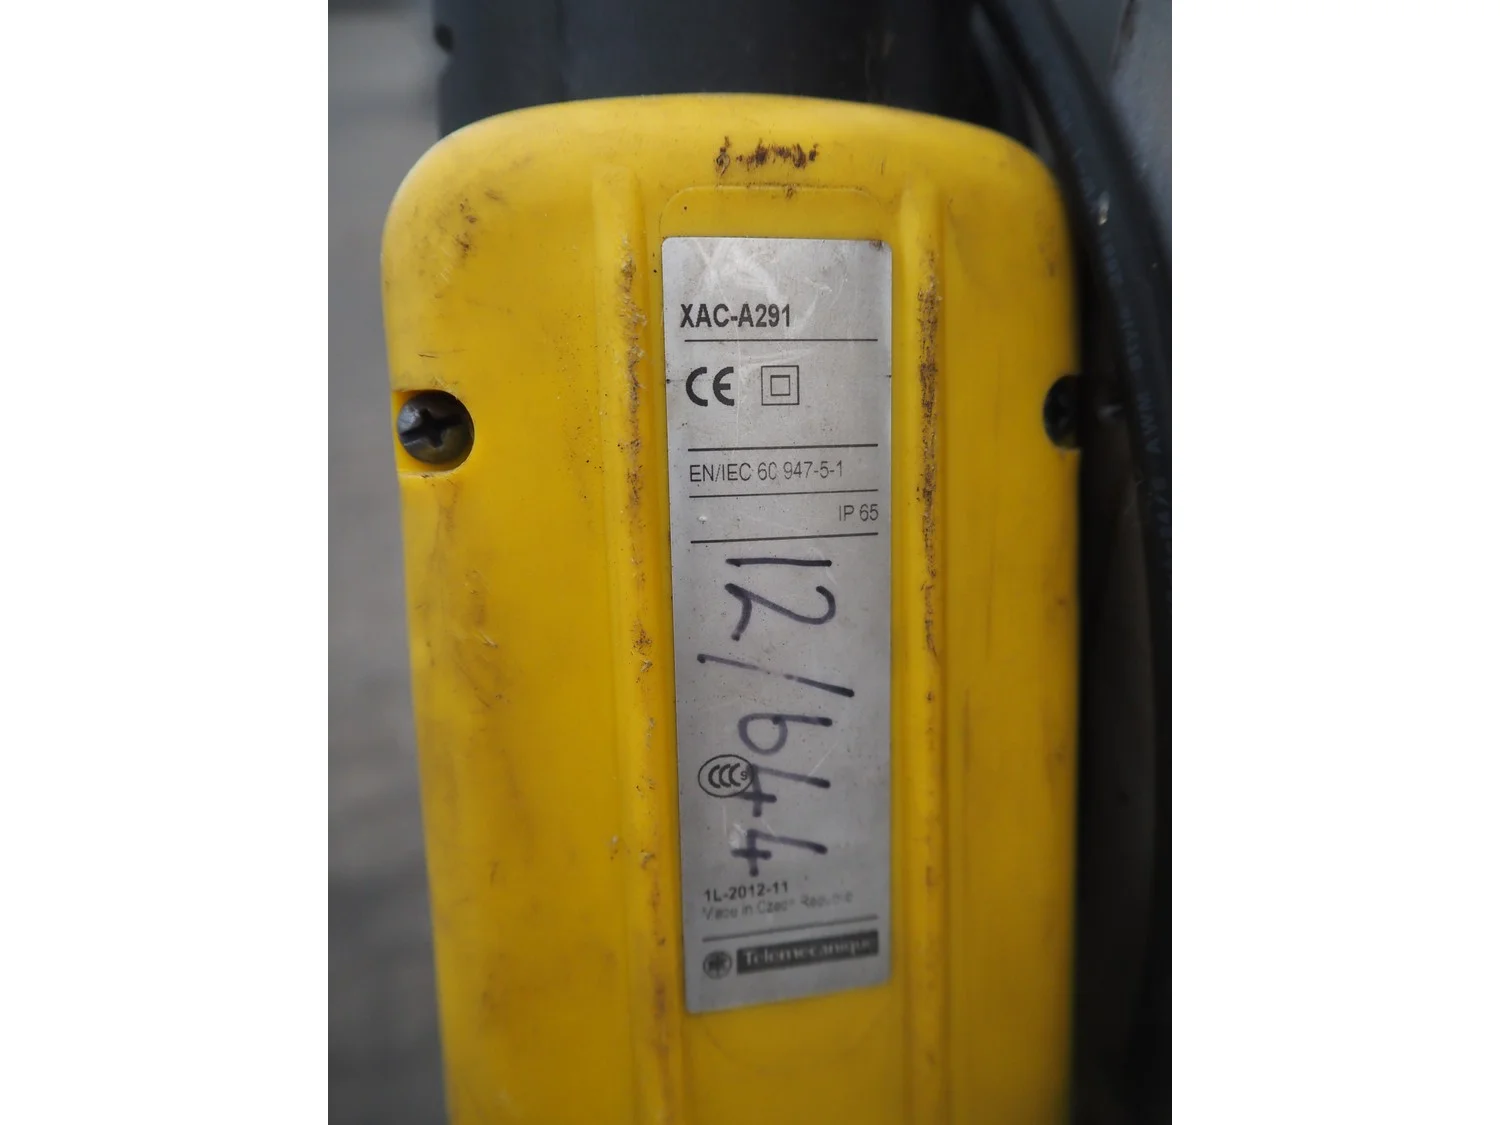 XAC-A291
CE
EN/IEC 60 947-5-1
IP 65
12/644
CCC S
1L-2012-11
Made in Czech Republic
Telemecanique